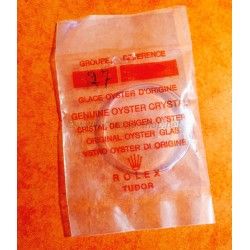 GROUPE REFERENCE
27
GLACE OYSTER D'ORIGINE
GENUINE OYSTER CRYSTAL
CRISTAL DE ORIGEN OYSTER
ORIGINAL OYSTER GLAS
VETRO OYSTER DI ORIGINE
ROLEX
TUDOR